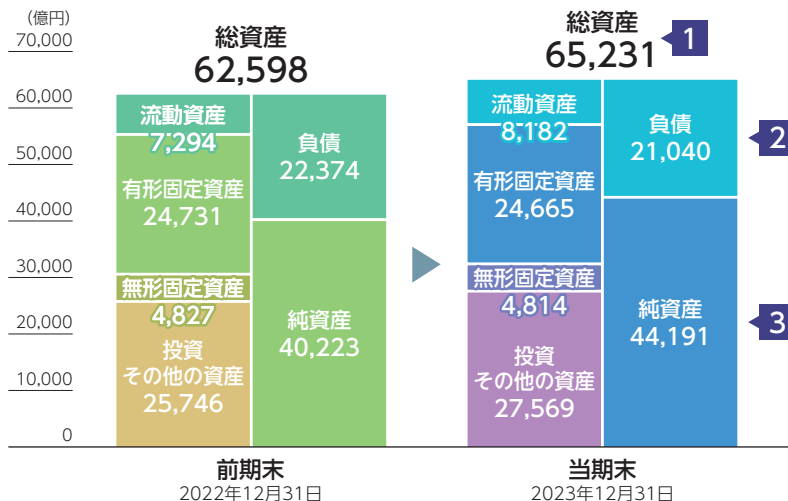 （億円）
70,000
60,000
50,000
40,000
30,000
20,000
10,000
0
総資産
62,598
流動資産
7,294
有形固定資産
24,731
無形固定資産
4,827
投資
その他の資産
25,746
負債
22,374
純資産
40,223
前期末
2022年12月31日
総資産
65,231
1
流動資産
8,182
有形固定資産
24,665
無形固定資産
4,814
投資
その他の資産
27,569
負債
21,040
2
純資産
44,191
3
当期末
2023年12月31日